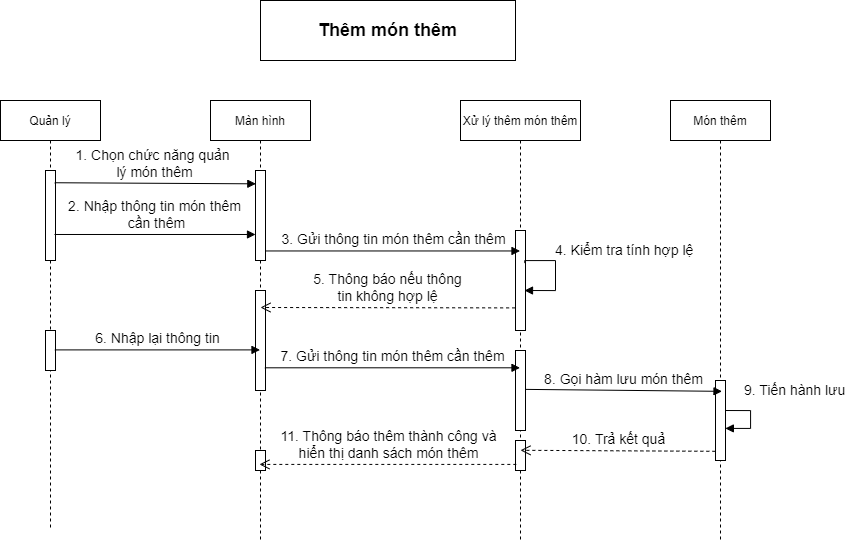 Thêm món thêm
Quản lý
Màn hình
Xử lý thêm món thêm
Món thêm
1. Chọn chức năng quản
lý món thêm
2. Nhập thông tin món thêm
cần thêm
3. Gửi thông tin món thêm cần thêm
4. Kiểm tra tính hợp lệ
5. Thông báo nếu thông
tin không hợp lệ
6. Nhập lại thông tin
7. Gửi thông tin món thêm cần thêm
8. Gọi hàm lưu món thêm
9. Tiến hành lưu
10. Trả kết quả
11. Thông báo thêm thành công và
hiển thị danh sách món thêm